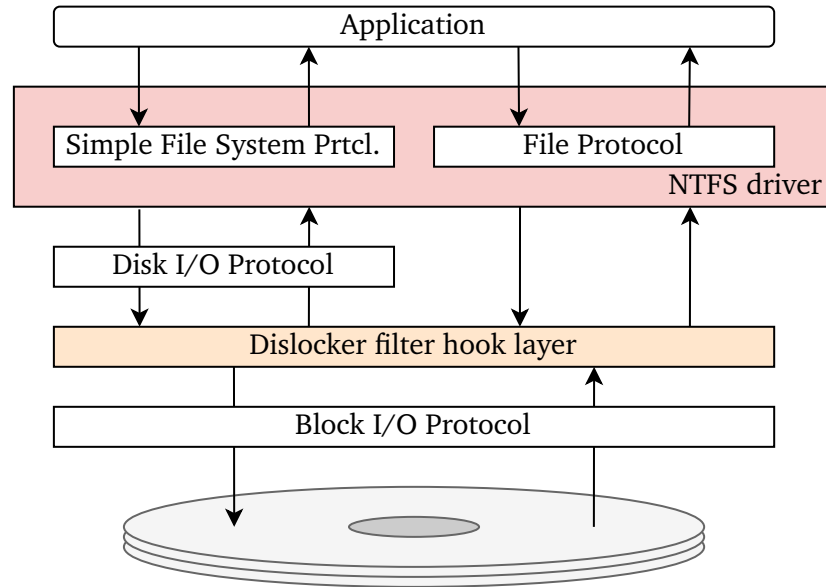 Application
Simple File System Prtcl.
File Protocol
NTFS driver
Disk I/O Protocol
Dislocker filter hook layer
Block I/O Protocol